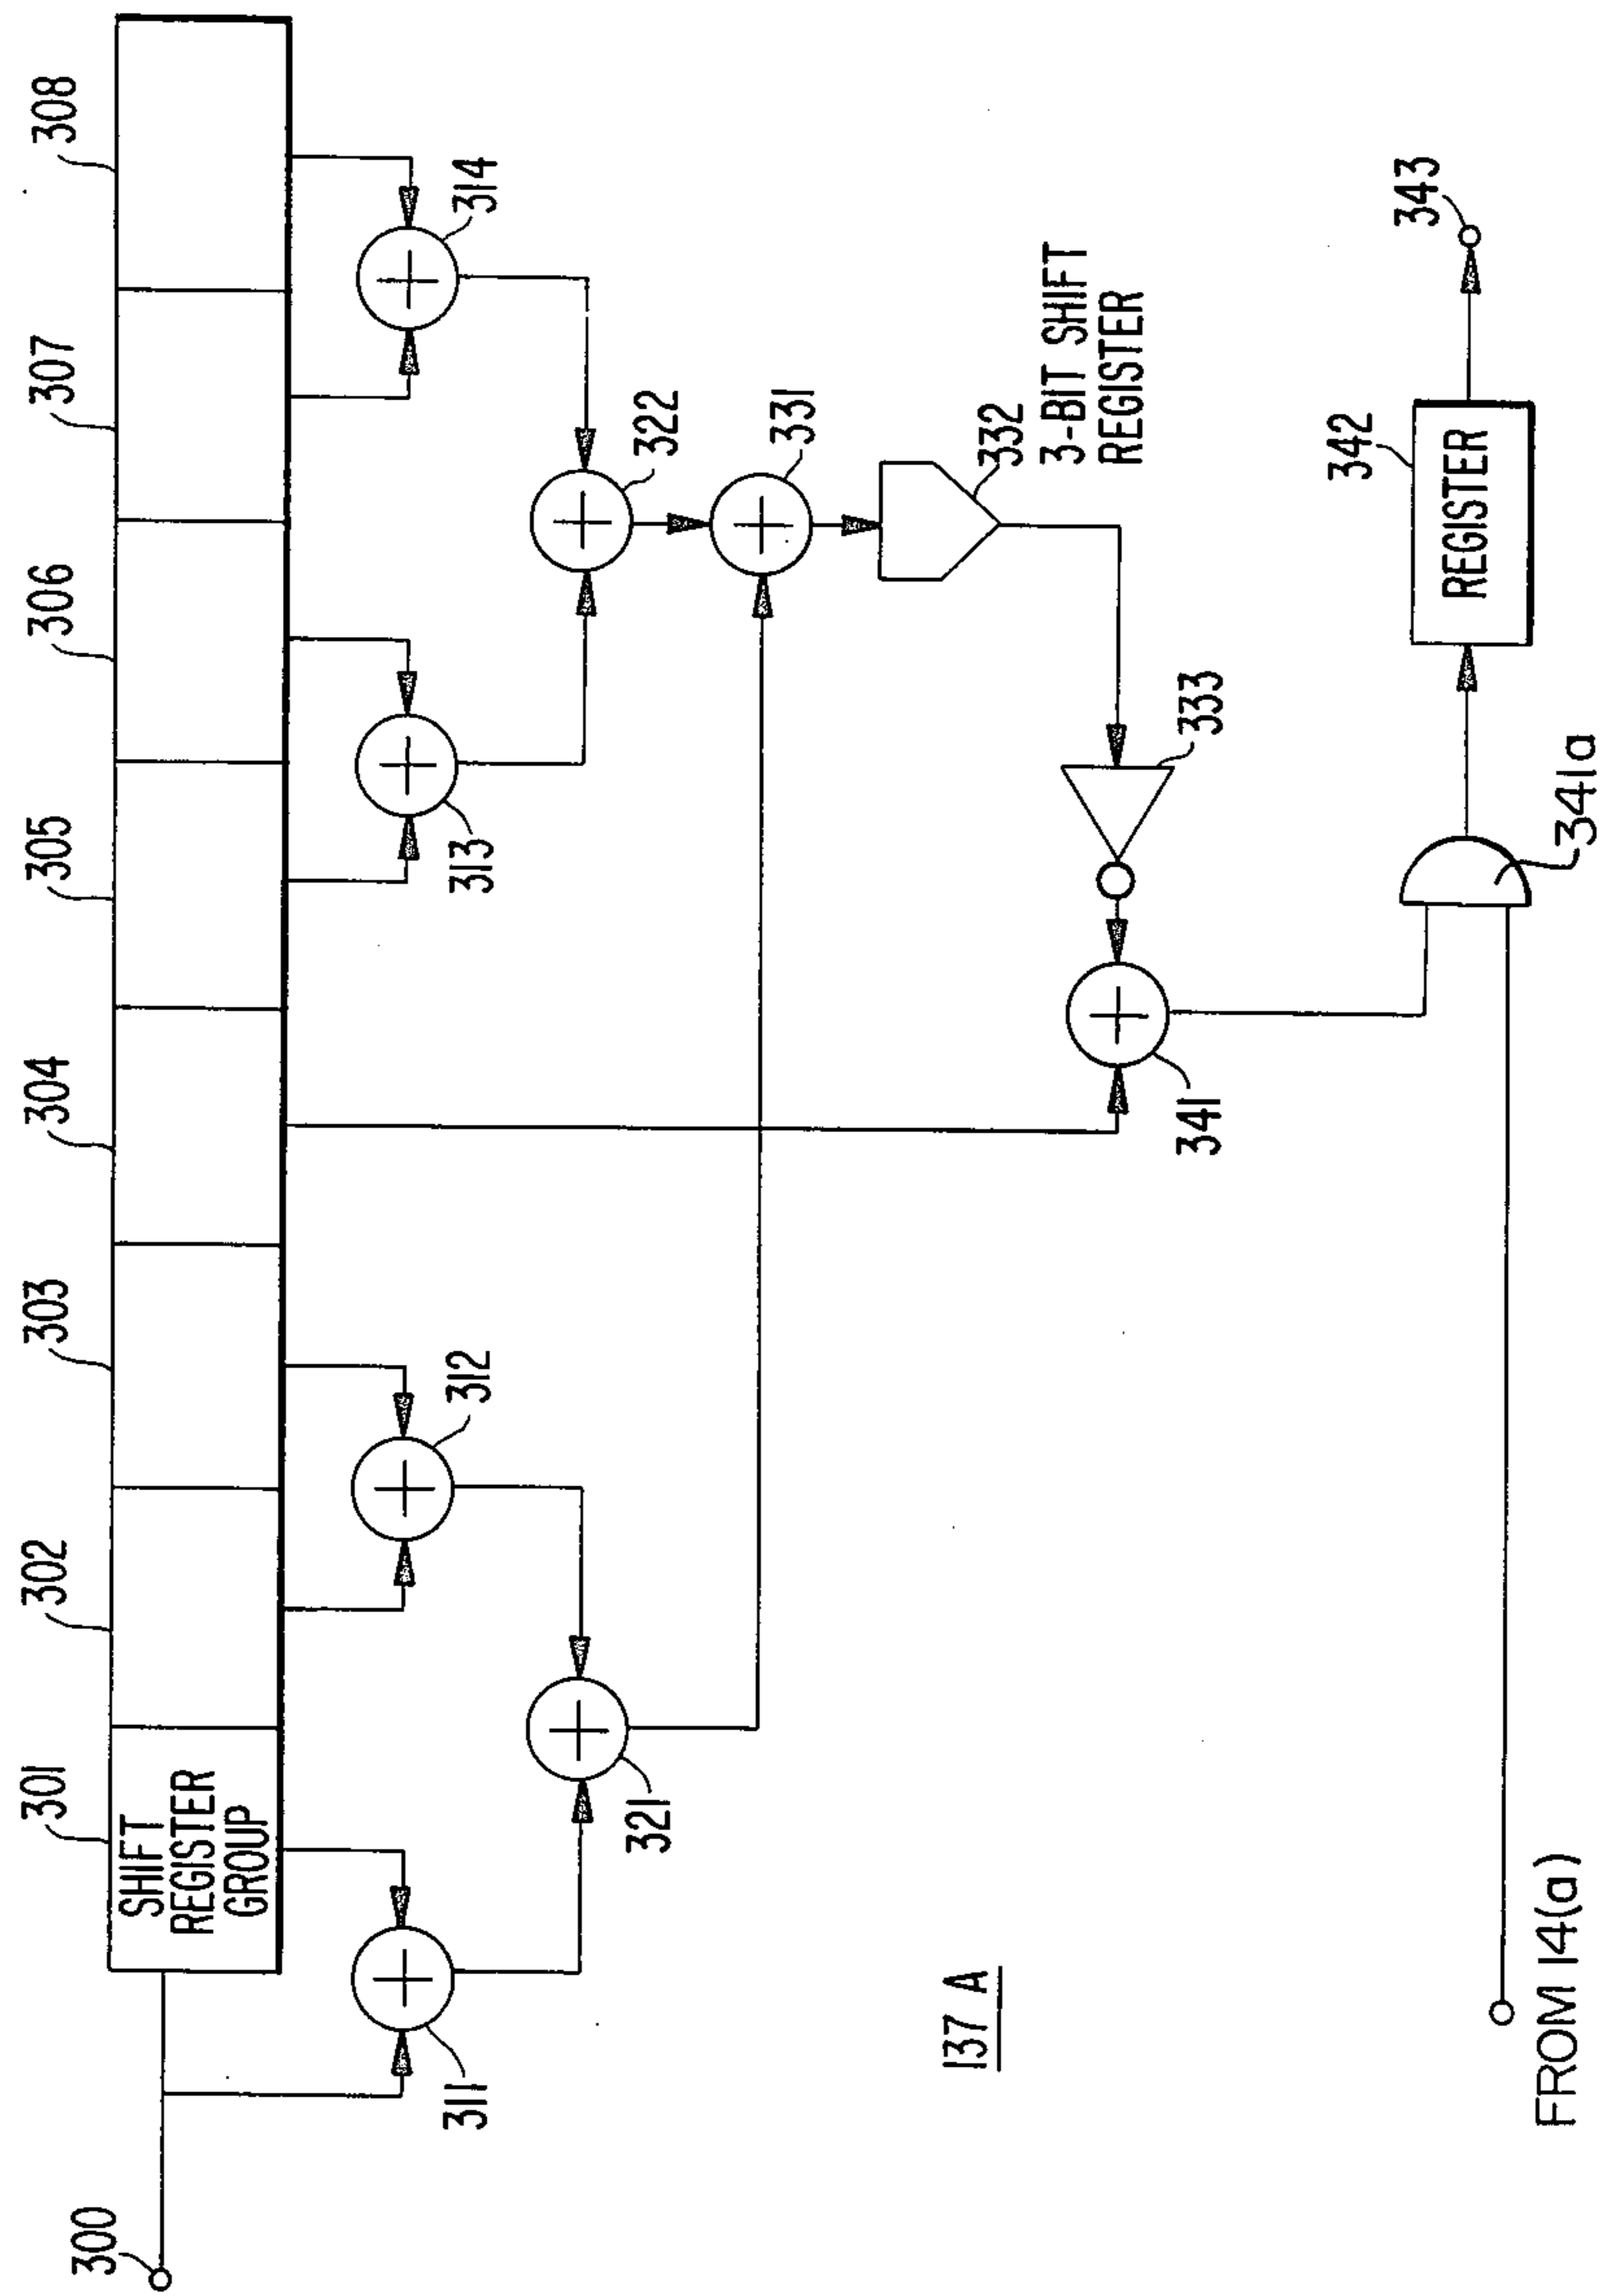 300
301
302
303
304
305
306
307
308
SHIFT
REGISTER
GROUP
311
312
313
314
321
322
331
332
3-BIT SHIFT
REGISTER
333
341
137 A
342
REGISTER
343
341a
FROM 14(a)